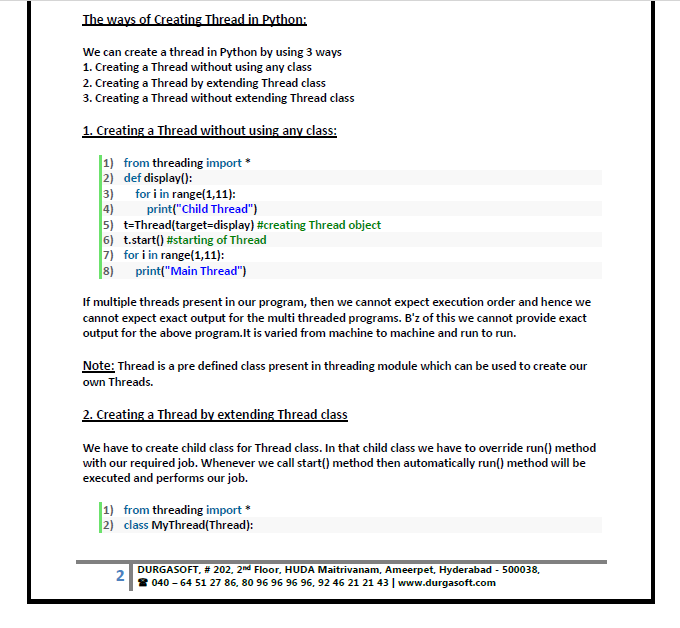 The ways of Creating Thread in Python:
We can create a thread in Python by using 3 ways
1. Creating a Thread without using any class
2. Creating a Thread by extending Thread class
3. Creating a Thread without extending Thread class
1. Creating a Thread without using any class:
1) from threading import *
2) def display():
3) for i in range(1,11):
4) print("Child Thread")
5) t=Thread(target=display) #creating Thread object
6) t.start() #starting of Thread
7) for i in range(1,11):
8) print("Main Thread")
If multiple threads present in our program, then we cannot expect execution order and hence we
cannot expect exact output for the multi threaded programs. B'z of this we cannot provide exact
output for the above program.It is varied from machine to machine and run to run.
Note: Thread is a pre defined class present in threading module which can be used to create our
own Threads.
2. Creating a Thread by extending Thread class
We have to create child class for Thread class. In that child class we have to override run() method
with our required job. Whenever we call start() method then automatically run() method will be
executed and performs our job.
1) from threading import *
2) class MyThread(Thread):
2 DURGASOFT, # 202, 2nd Floor, HUDA Maitrivanam, Ameerpet, Hyderabad - 500038,
☎ 040 – 64 51 27 86, 80 96 96 96 96, 92 46 21 21 43 | www.durgasoft.com